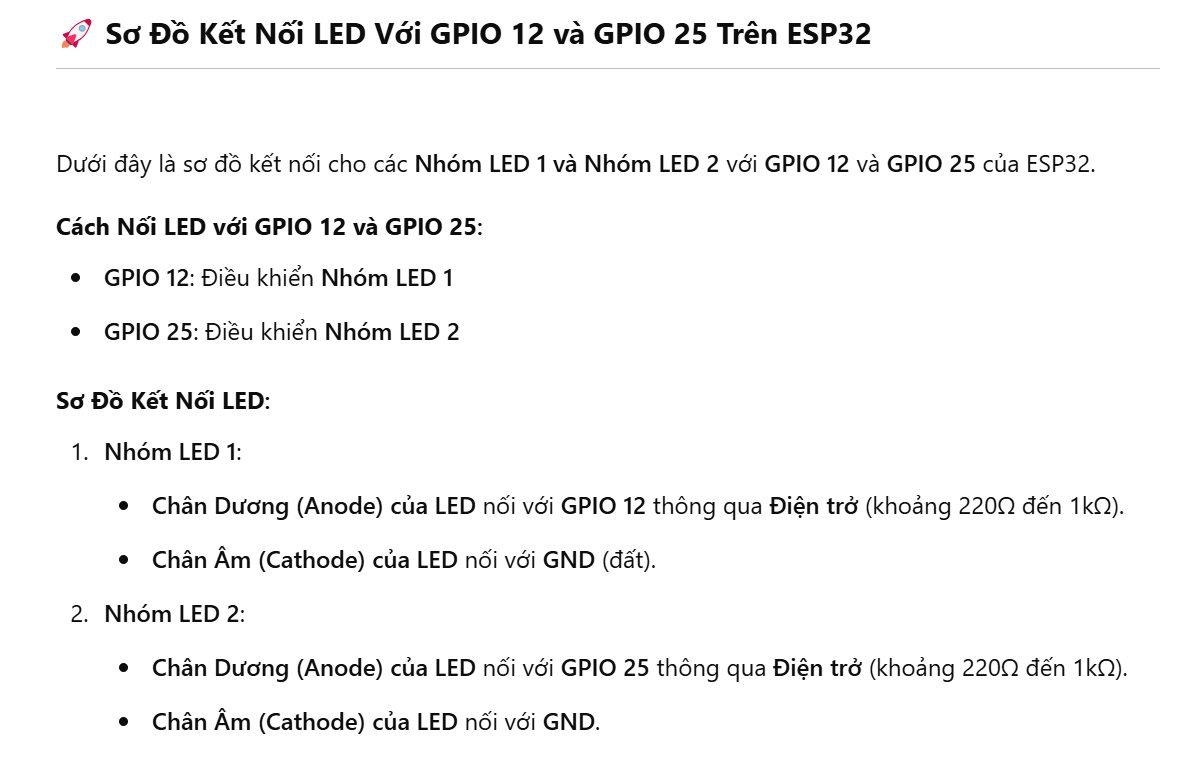 🚀 Sơ Đồ Kết Nối LED Với GPIO 12 và GPIO 25 Trên ESP32
Dưới đây là sơ đồ kết nối cho các Nhóm LED 1 và Nhóm LED 2 với GPIO 12 và GPIO 25 của ESP32.
Cách Nối LED với GPIO 12 và GPIO 25:
• GPIO 12: Điều khiển Nhóm LED 1
• GPIO 25: Điều khiển Nhóm LED 2
Sơ Đồ Kết Nối LED:
1. Nhóm LED 1:
• Chân Dương (Anode) của LED nối với GPIO 12 thông qua Điện trở (khoảng 220Ω đến 1kΩ).
• Chân Âm (Cathode) của LED nối với GND (đất).
2. Nhóm LED 2:
• Chân Dương (Anode) của LED nối với GPIO 25 thông qua Điện trở (khoảng 220Ω đến 1kΩ).
• Chân Âm (Cathode) của LED nối với GND.